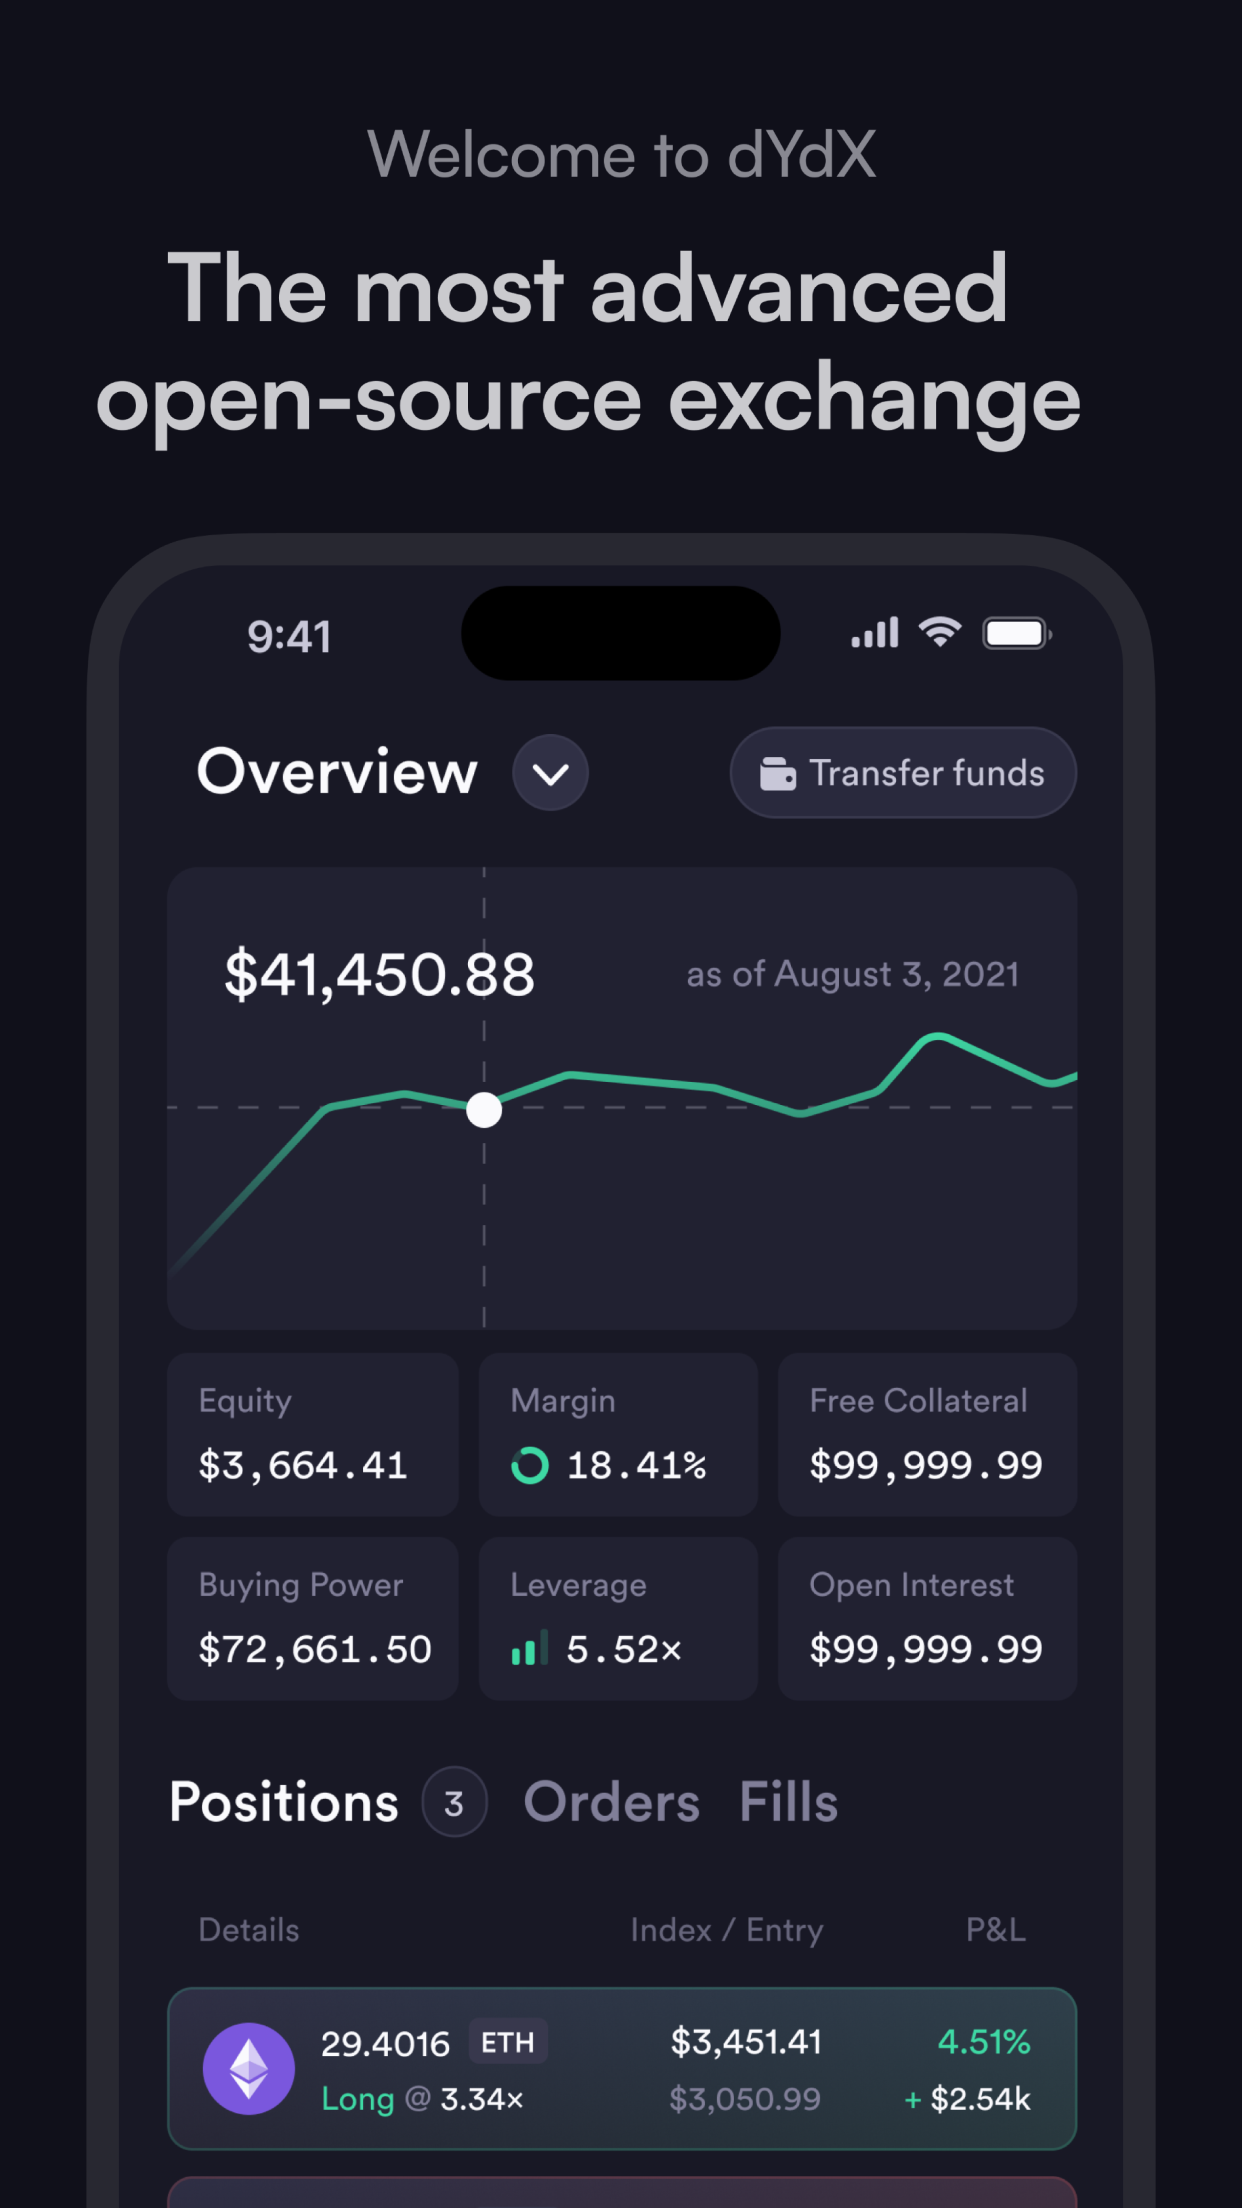 Welcome to dYdX
The most advanced
open-source exchange
9:41
Overview
Transfer funds
$41,450.88
as of August 3, 2021
Equity
$3,664.41
Margin
18.41%
Free Collateral
$99,999.99
Buying Power
$72,661.50
Leverage
5.52×
Open Interest
$99,999.99
Positions 3 Orders Fills
Details Index / Entry P&L
29.4016 ETH $3,451.41 4.51%
Long @ 3.34× $3,050.99 + $2.54k